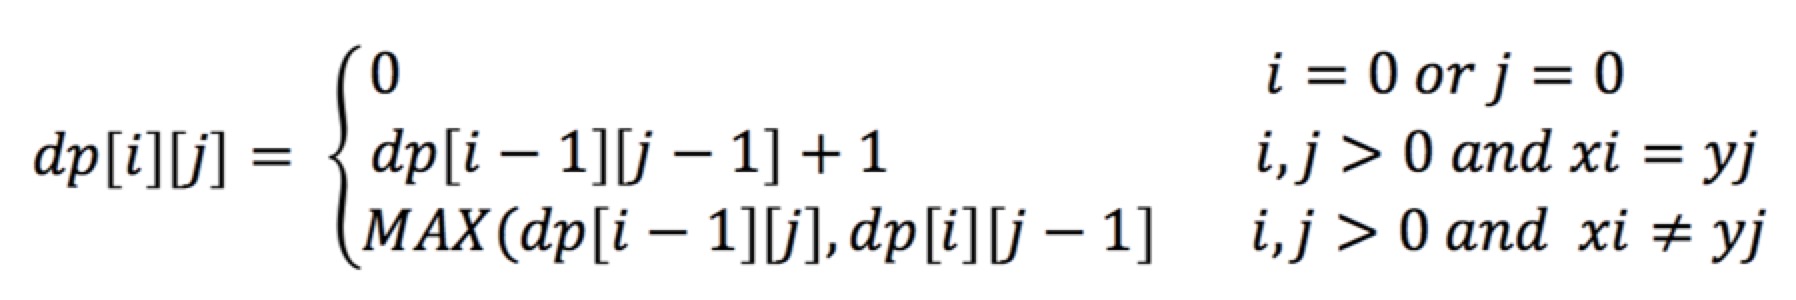 0 i = 0 or j = 0
dp[i][j] = { dp[i − 1][j − 1] + 1 i, j > 0 and xi = yj
MAX(dp[i − 1][j], dp[i][j − 1] i, j > 0 and xi ≠ yj